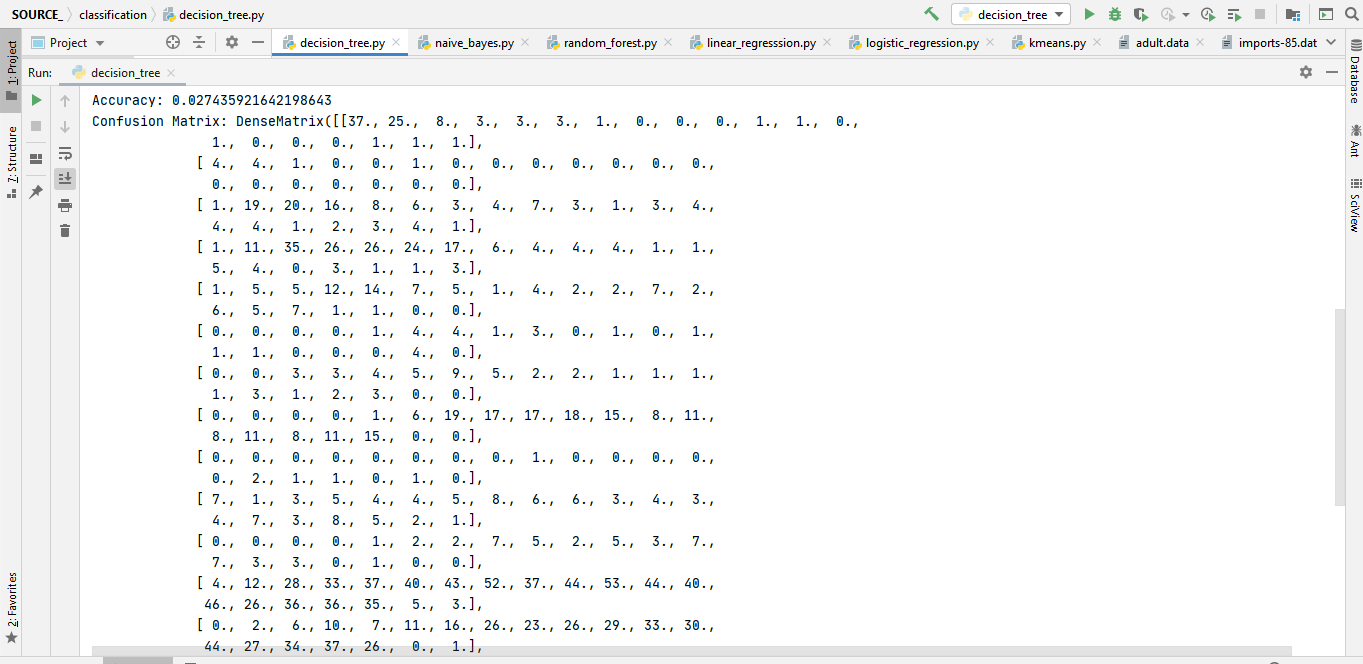 SOURCE_ classification decision_tree.py decision_tree
Project decision_tree.py naive_bayes.py random_forest.py linear_regresssion.py logistic_regression.py kmeans.py adult.data imports-85.dat
1: Project
7: Structure
2: Favorites
Database
Ant
SciView
Run: decision_tree
Accuracy: 0.027435921642198643
Confusion Matrix: DenseMatrix([[37., 25., 8., 3., 3., 3., 1., 0., 0., 0., 1., 1., 0.,
1., 0., 0., 0., 1., 1., 1.],
[ 4., 4., 1., 0., 0., 1., 0., 0., 0., 0., 0., 0., 0.,
0., 0., 0., 0., 0., 0., 0.],
[ 1., 19., 20., 16., 8., 6., 3., 4., 7., 3., 1., 3., 4.,
4., 4., 1., 2., 3., 4., 1.],
[ 1., 11., 35., 26., 26., 24., 17., 6., 4., 4., 4., 1., 1.,
5., 4., 0., 3., 1., 1., 3.],
[ 1., 5., 5., 12., 14., 7., 5., 1., 4., 2., 2., 7., 2.,
6., 5., 7., 1., 1., 0., 0.],
[ 0., 0., 0., 0., 1., 4., 4., 1., 3., 0., 1., 0., 1.,
1., 1., 0., 0., 0., 4., 0.],
[ 0., 0., 3., 3., 4., 5., 9., 5., 2., 2., 1., 1., 1.,
1., 3., 1., 2., 3., 0., 0.],
[ 0., 0., 0., 0., 1., 6., 19., 17., 17., 18., 15., 8., 11.,
8., 11., 8., 11., 15., 0., 0.],
[ 0., 0., 0., 0., 0., 0., 0., 0., 1., 0., 0., 0., 0.,
0., 2., 1., 1., 0., 1., 0.],
[ 7., 1., 3., 5., 4., 4., 5., 8., 6., 6., 3., 4., 3.,
4., 7., 3., 8., 5., 2., 1.],
[ 0., 0., 0., 0., 1., 2., 2., 7., 5., 2., 5., 3., 7.,
7., 3., 3., 0., 1., 0., 0.],
[ 4., 12., 28., 33., 37., 40., 43., 52., 37., 44., 53., 44., 40.,
46., 26., 36., 36., 35., 5., 3.],
[ 0., 2., 6., 10., 7., 11., 16., 26., 23., 26., 29., 33., 30.,
44., 27., 34., 37., 26., 0., 1.],